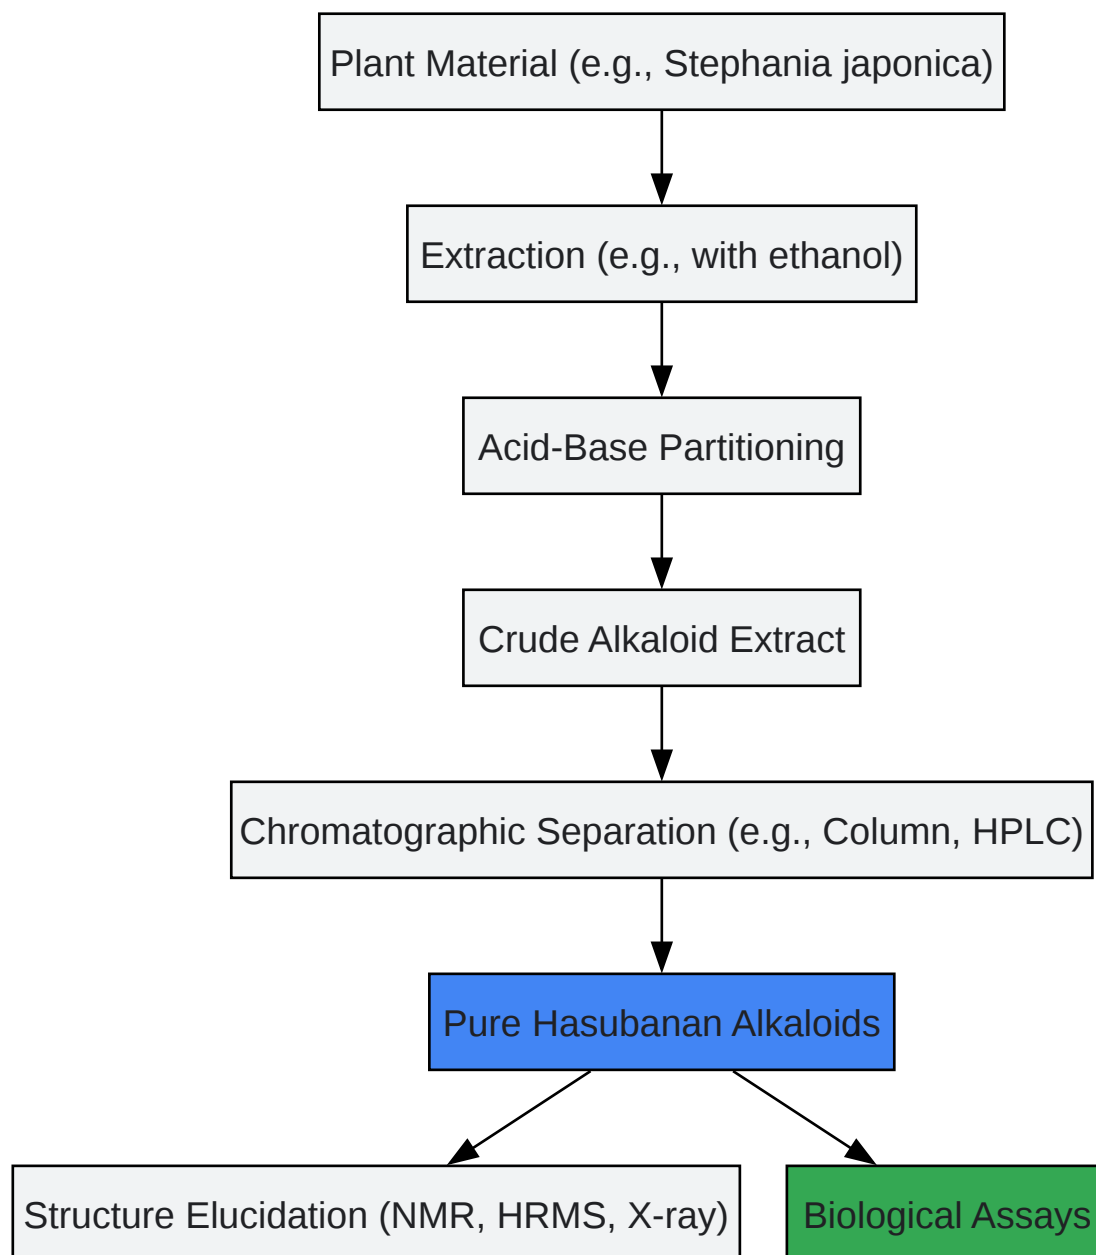 Plant Material (e.g., Stephania japonica)
Extraction (e.g., with ethanol)
Acid-Base Partitioning
Crude Alkaloid Extract
Chromatographic Separation (e.g., Column, HPLC)
Pure Hasubanan Alkaloids
Structure Elucidation (NMR, HRMS, X-ray)
Biological Assays